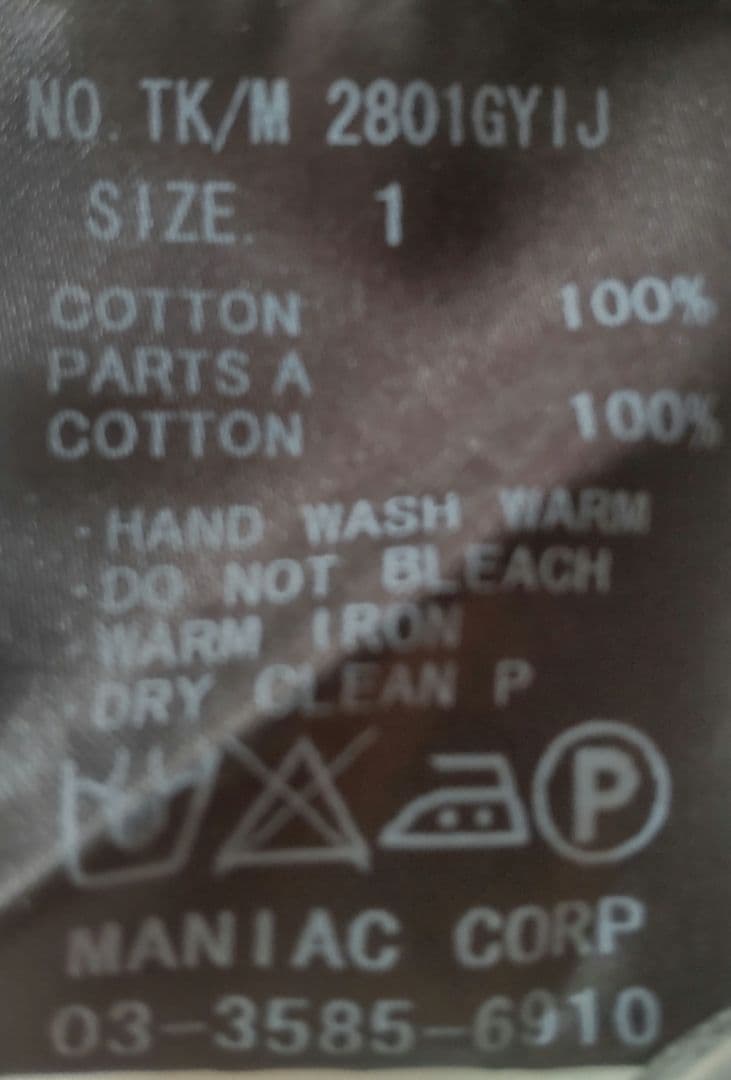 NO. TK/M 2801GYIJ
SIZE. 1
COTTON 100%
PARTS A
COTTON 100%
・HAND WASH WARM
・DO NOT BLEACH
・WARM IRON
・DRY CLEAN P
P
MANIAC CORP
03-3585-6910